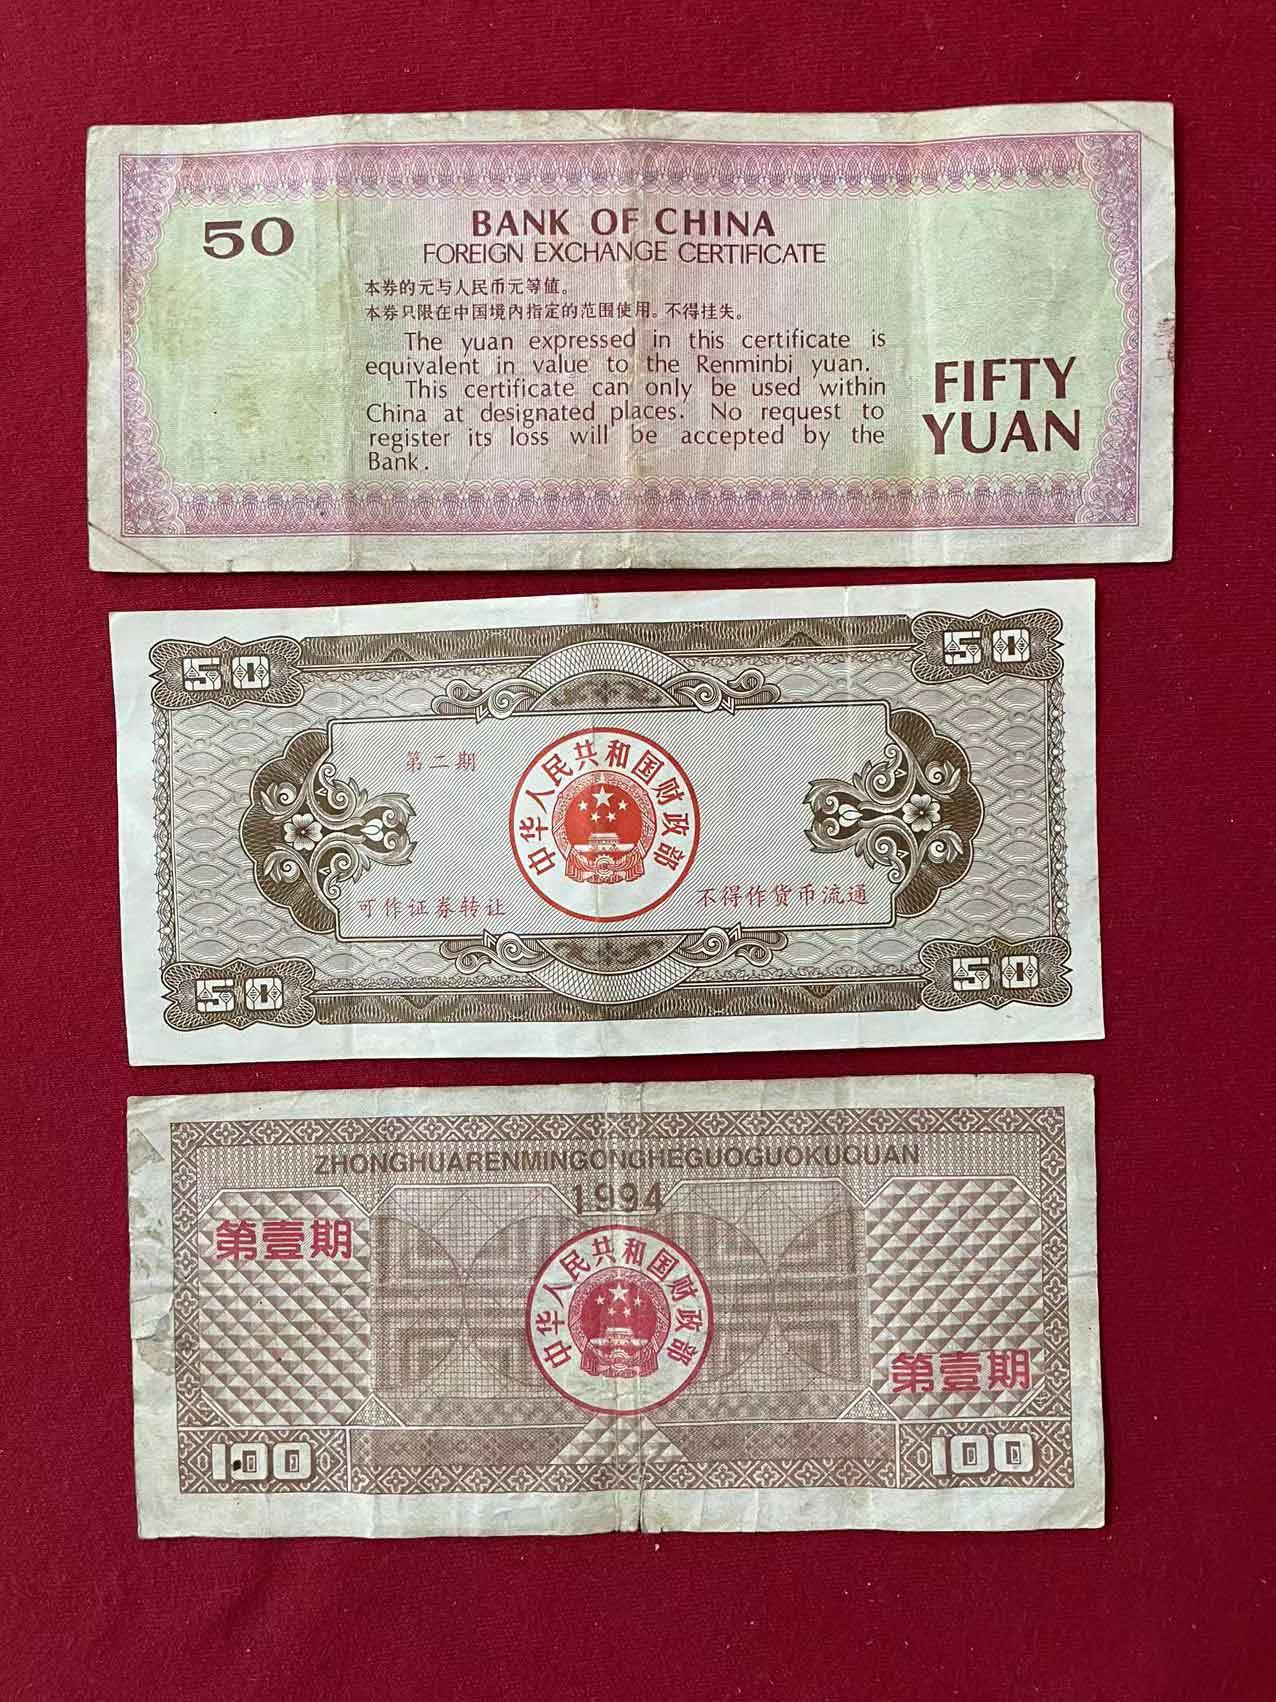 50
BANK OF CHINA
FOREIGN EXCHANGE CERTIFICATE
本券的元与人民币元等值。
本券只限在中国境内指定的范围使用。不得挂失。
The yuan expressed in this certificate is
equivalent in value to the Renminbi yuan.
This certificate can only be used within
China at designated places. No request to
register its loss will be accepted by the
Bank.
FIFTY
YUAN
50
50
第二期
中华人民共和国财政部
可作证券转让
不得作货币流通
50
50
ZHONGHUARENMINGONGHEGUOGUOKUQUAN
1994
第壹期
中华人民共和国财政部
第壹期
100
100